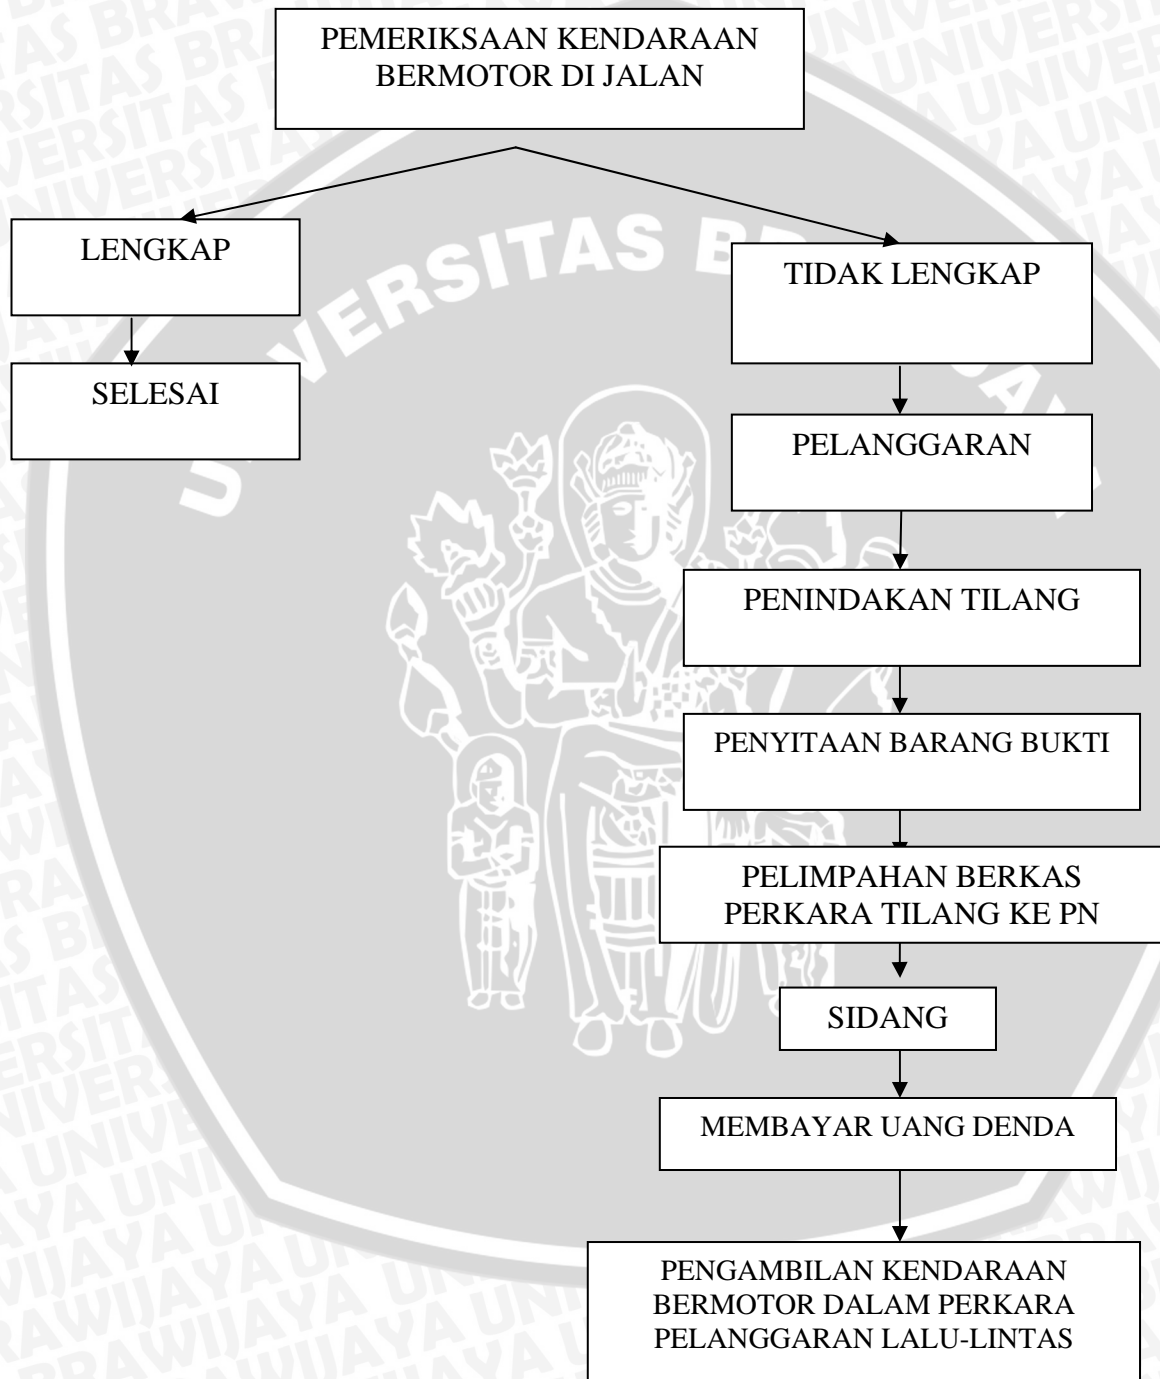 PEMERIKSAAN KENDARAAN
BERMOTOR DI JALAN
LENGKAP
TIDAK LENGKAP
SELESAI
PELANGGARAN
PENINDAKAN TILANG
PENYITAAN BARANG BUKTI
PELIMPAHAN BERKAS
PERKARA TILANG KE PN
SIDANG
MEMBAYAR UANG DENDA
PENGAMBILAN KENDARAAN
BERMOTOR DALAM PERKARA
PELANGGARAN LALU-LINTAS